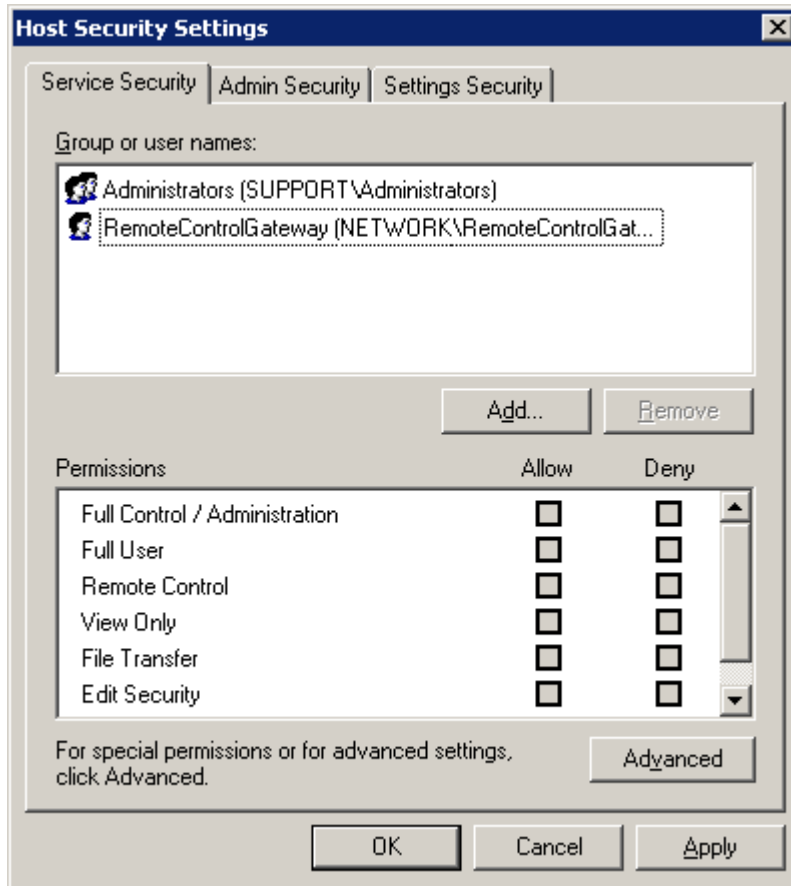 Host Security Settings
Service Security
Admin Security
Settings Security
Group or user names:
Administrators (SUPPORT\Administrators)
RemoteControlGateway (NETWORK\RemoteControlGat...
Add...
Remove
Permissions
Allow
Deny
Full Control / Administration
Full User
Remote Control
View Only
File Transfer
Edit Security
For special permissions or for advanced settings,
click Advanced.
Advanced
OK
Cancel
Apply